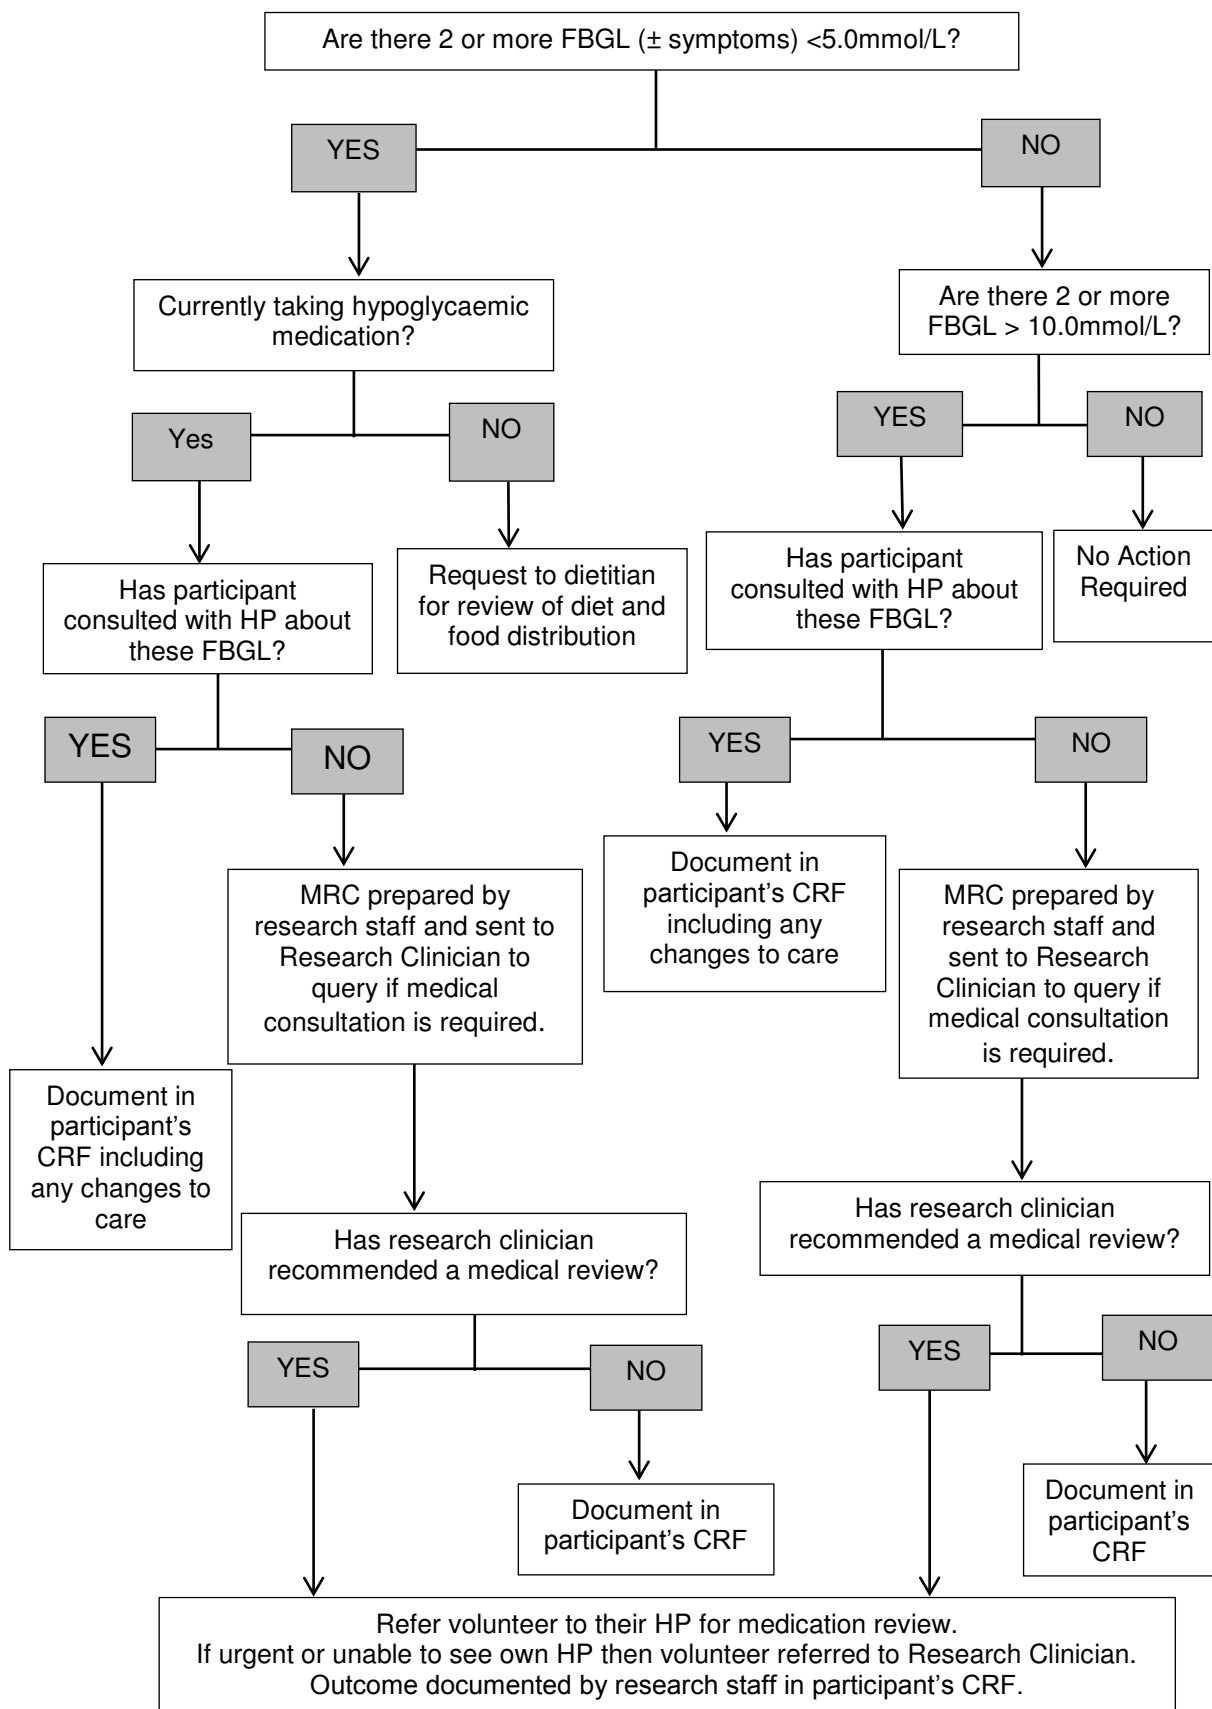 Are there 2 or more FBGL (± symptoms) <5.0mmol/L?
YES
NO
Currently taking hypoglycaemic
medication?
Are there 2 or more
FBGL > 10.0mmol/L?
Yes
NO
YES
NO
Has participant
consulted with HP about
these FBGL?
Request to dietitian
for review of diet and
food distribution
Has participant
consulted with HP about
these FBGL?
No Action
Required
YES
NO
YES
NO
Document in
participant’s CRF
including any
changes to care
MRC prepared by
research staff and sent to
Research Clinician to
query if medical
consultation is required.
MRC prepared by
research staff and
sent to Research
Clinician to query if
medical consultation
is required.
Document in
participant’s
CRF including
any changes to
care
Has research clinician
recommended a medical review?
Has research clinician
recommended a medical review?
YES
NO
YES
NO
Document in
participant’s CRF
Document in
participant’s
CRF
Refer volunteer to their HP for medication review.
If urgent or unable to see own HP then volunteer referred to Research Clinician.
Outcome documented by research staff in participant’s CRF.